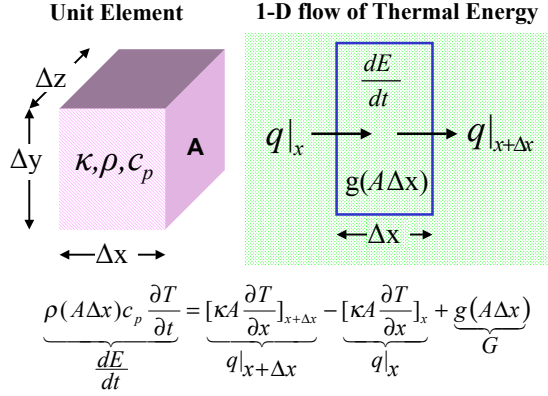 Unit Element
1-D flow of Thermal Energy
Δz
Δy
κ,ρ,c_p
A
Δx
dE/dt
q|_x
q|_{x+Δx}
g(AΔx)
Δx
ρ(AΔx)c_p ∂T/∂t = [κA ∂T/∂x]_{x+Δx} − [κA ∂T/∂x]_x + g(AΔx)
dE/dt q|_{x+Δx} q|_x G